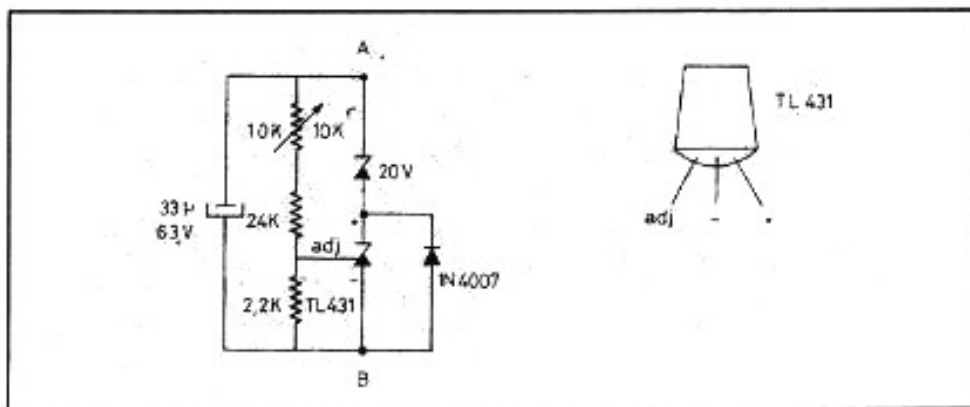 A
10K
10K
20V
33µ
63V
24K
adj
+
-
2,2K
TL431
1N4007
B
TL 431
adj
-
+